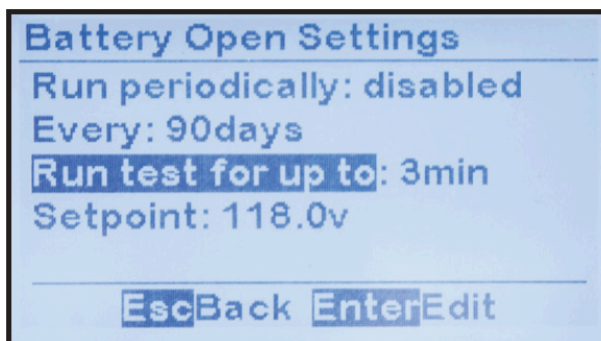 Battery Open Settings
Run periodically: disabled
Every: 90days
Run test for up to: 3min
Setpoint: 118.0v
EscBack EnterEdit